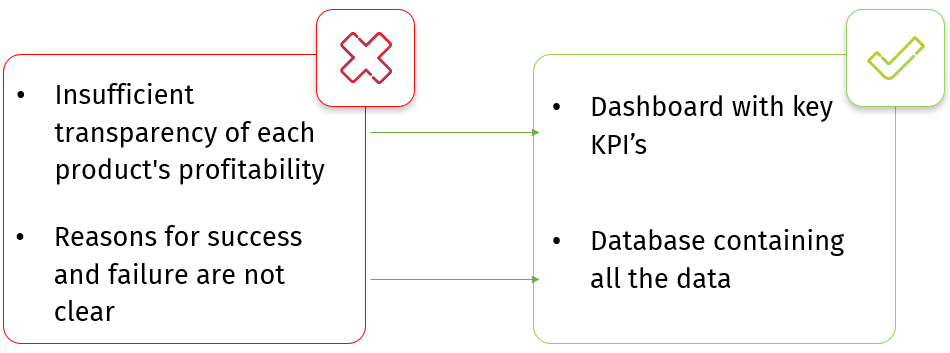 • Insufficient
transparency of each
product's profitability
• Reasons for success
and failure are not
clear
• Dashboard with key
KPI’s
• Database containing
all the data